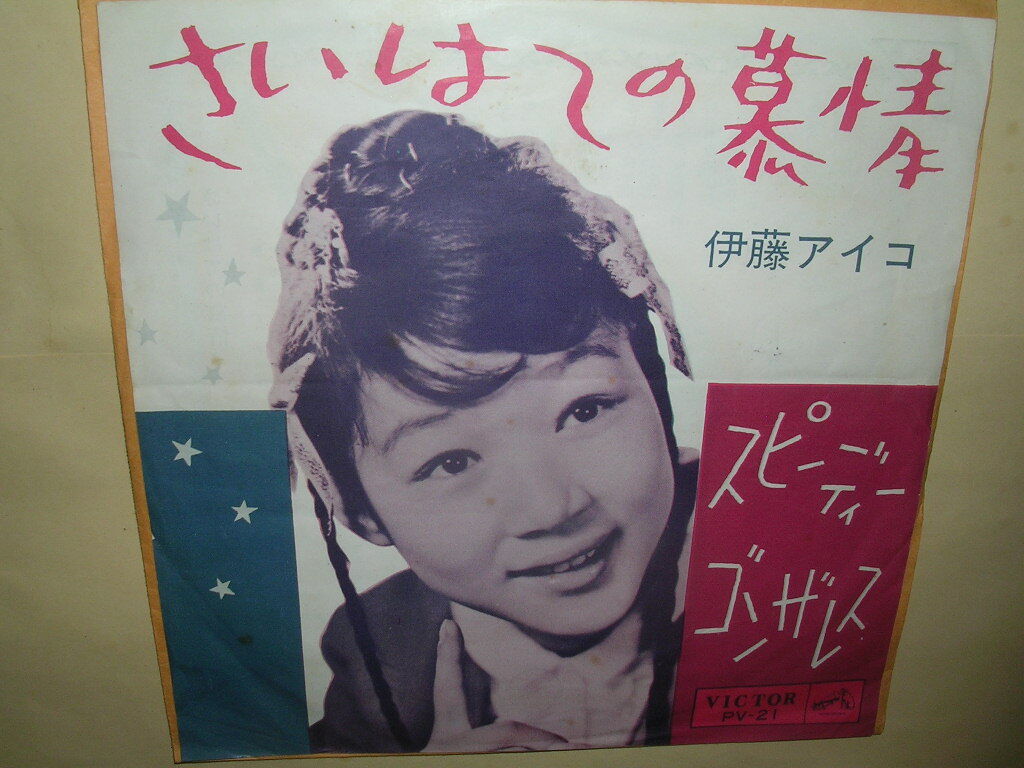 さいはての慕情
伊藤アイコ
スピーディー
ゴンザレス
VICTOR
PV-21